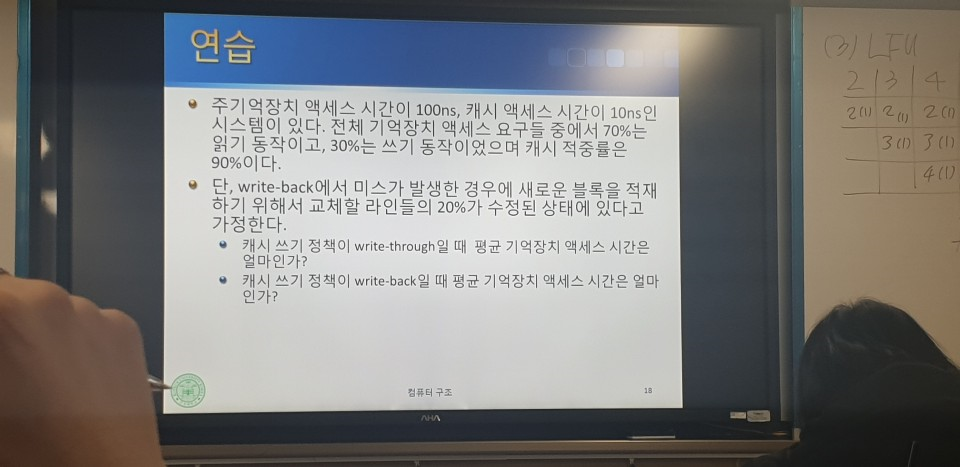 연습
주기억장치 액세스 시간이 100ns, 캐시 액세스 시간이 10ns인
시스템이 있다. 전체 기억장치 액세스 요구들 중에서 70%는
읽기 동작이고, 30%는 쓰기 동작이었으며 캐시 적중률은
90%이다.
단, write-back에서 미스가 발생한 경우에 새로운 블록을 적재
하기 위해서 교체할 라인들의 20%가 수정된 상태에 있다고
가정한다.
캐시 쓰기 정책이 write-through일 때 평균 기억장치 액세스 시간은
얼마인가?
캐시 쓰기 정책이 write-back일 때 평균 기억장치 액세스 시간은 얼마
인가?
컴퓨터 구조
18
AHA
(3) LFU
2 3 4
2(1) 2(1) 2(1)
3(1) 3(1)
4(1)